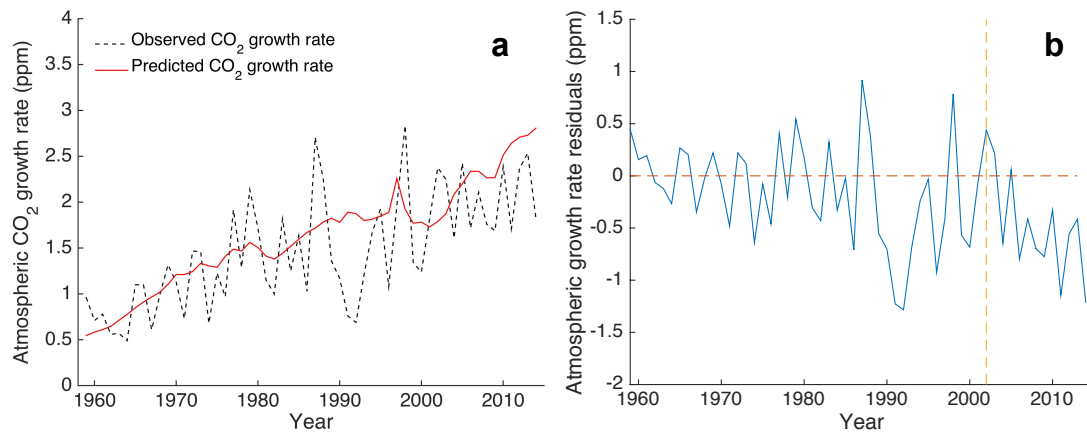 a
Observed CO2 growth rate
Predicted CO2 growth rate
Atmospheric CO2 growth rate (ppm)
4
3.5
3
2.5
2
1.5
1
0.5
0
1960 1970 1980 1990 2000 2010
Year
b
Atmospheric growth rate residuals (ppm)
1.5
1
0.5
0
-0.5
-1
-1.5
-2
1960 1970 1980 1990 2000 2010
Year